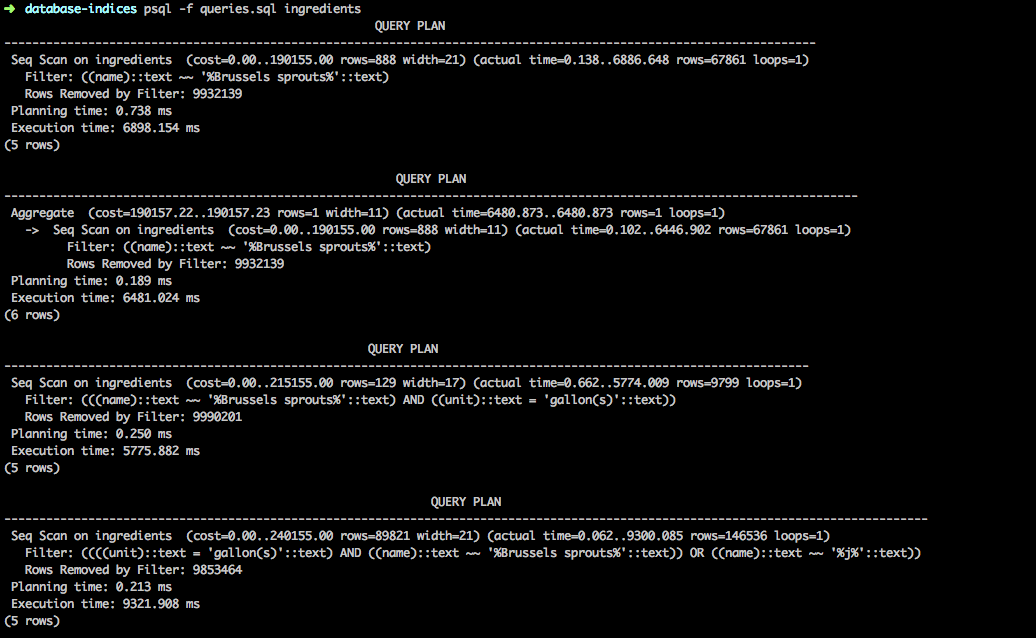 ➜ database-indices psql -f queries.sql ingredients
QUERY PLAN
--------------------------------------------------------------------------------------------------------------------
Seq Scan on ingredients (cost=0.00..190155.00 rows=888 width=21) (actual time=0.138..6886.648 rows=67861 loops=1)
Filter: ((name)::text ~~ '%Brussels sprouts%'::text)
Rows Removed by Filter: 9932139
Planning time: 0.738 ms
Execution time: 6898.154 ms
(5 rows)
QUERY PLAN
--------------------------------------------------------------------------------------------------------------------------
Aggregate (cost=190157.22..190157.23 rows=1 width=11) (actual time=6480.873..6480.873 rows=1 loops=1)
-> Seq Scan on ingredients (cost=0.00..190155.00 rows=888 width=11) (actual time=0.102..6446.902 rows=67861 loops=1)
Filter: ((name)::text ~~ '%Brussels sprouts%'::text)
Rows Removed by Filter: 9932139
Planning time: 0.189 ms
Execution time: 6481.024 ms
(6 rows)
QUERY PLAN
-------------------------------------------------------------------------------------------------------------------
Seq Scan on ingredients (cost=0.00..215155.00 rows=129 width=17) (actual time=0.662..5774.009 rows=9799 loops=1)
Filter: (((name)::text ~~ '%Brussels sprouts%'::text) AND ((unit)::text = 'gallon(s)'::text))
Rows Removed by Filter: 9990201
Planning time: 0.250 ms
Execution time: 5775.882 ms
(5 rows)
QUERY PLAN
------------------------------------------------------------------------------------------------------------------------------------
Seq Scan on ingredients (cost=0.00..240155.00 rows=89821 width=21) (actual time=0.062..9300.085 rows=146536 loops=1)
Filter: ((((unit)::text = 'gallon(s)'::text) AND ((name)::text ~~ '%Brussels sprouts%'::text)) OR ((name)::text ~~ '%j%'::text))
Rows Removed by Filter: 9853464
Planning time: 0.213 ms
Execution time: 9321.908 ms
(5 rows)